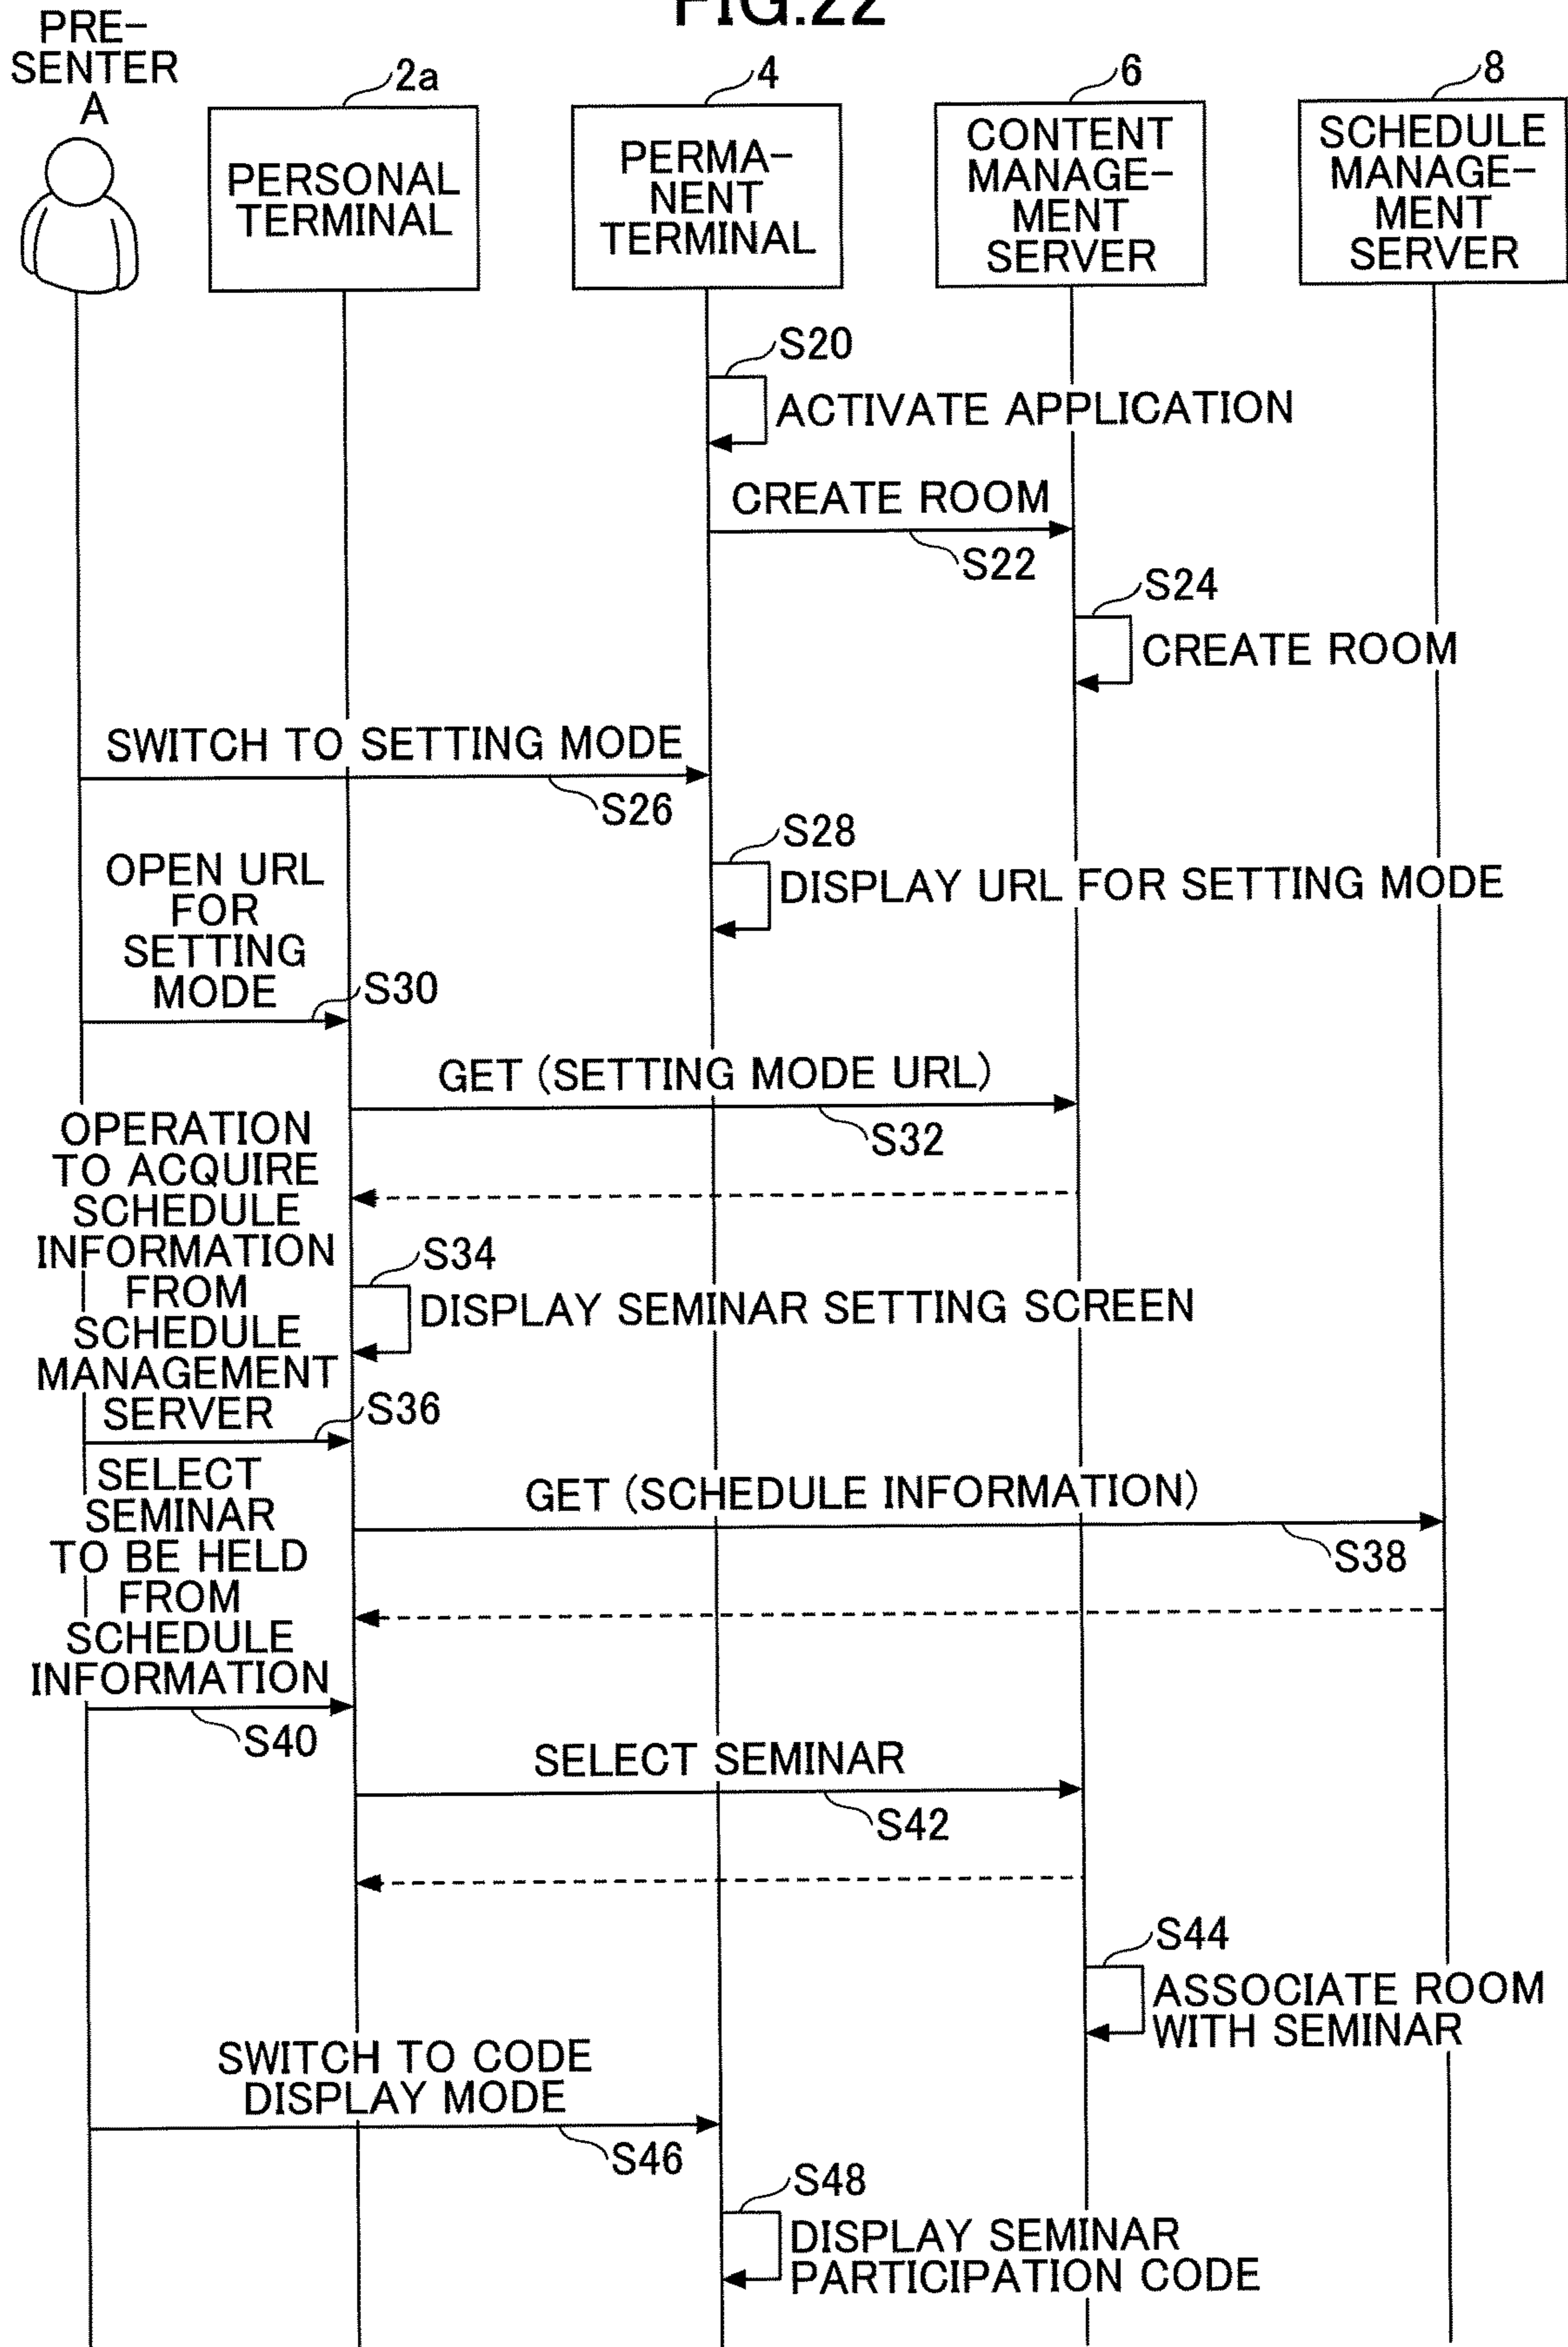 FIG.22
PRE-
SENTER
A
2a
4
6
8
PERSONAL
TERMINAL
PERMA-
NENT
TERMINAL
CONTENT
MANAGE-
MENT
SERVER
SCHEDULE
MANAGE-
MENT
SERVER
S20
ACTIVATE APPLICATION
CREATE ROOM
S22
S24
CREATE ROOM
SWITCH TO SETTING MODE
S26
S28
DISPLAY URL FOR SETTING MODE
OPEN URL
FOR
SETTING
MODE
S30
GET (SETTING MODE URL)
S32
OPERATION
TO ACQUIRE
SCHEDULE
INFORMATION
FROM
SCHEDULE
MANAGEMENT
SERVER
S34
DISPLAY SEMINAR SETTING SCREEN
S36
SELECT
SEMINAR
TO BE HELD
FROM
SCHEDULE
INFORMATION
GET (SCHEDULE INFORMATION)
S38
S40
SELECT SEMINAR
S42
S44
ASSOCIATE ROOM
WITH SEMINAR
SWITCH TO CODE
DISPLAY MODE
S46
S48
DISPLAY SEMINAR
PARTICIPATION CODE